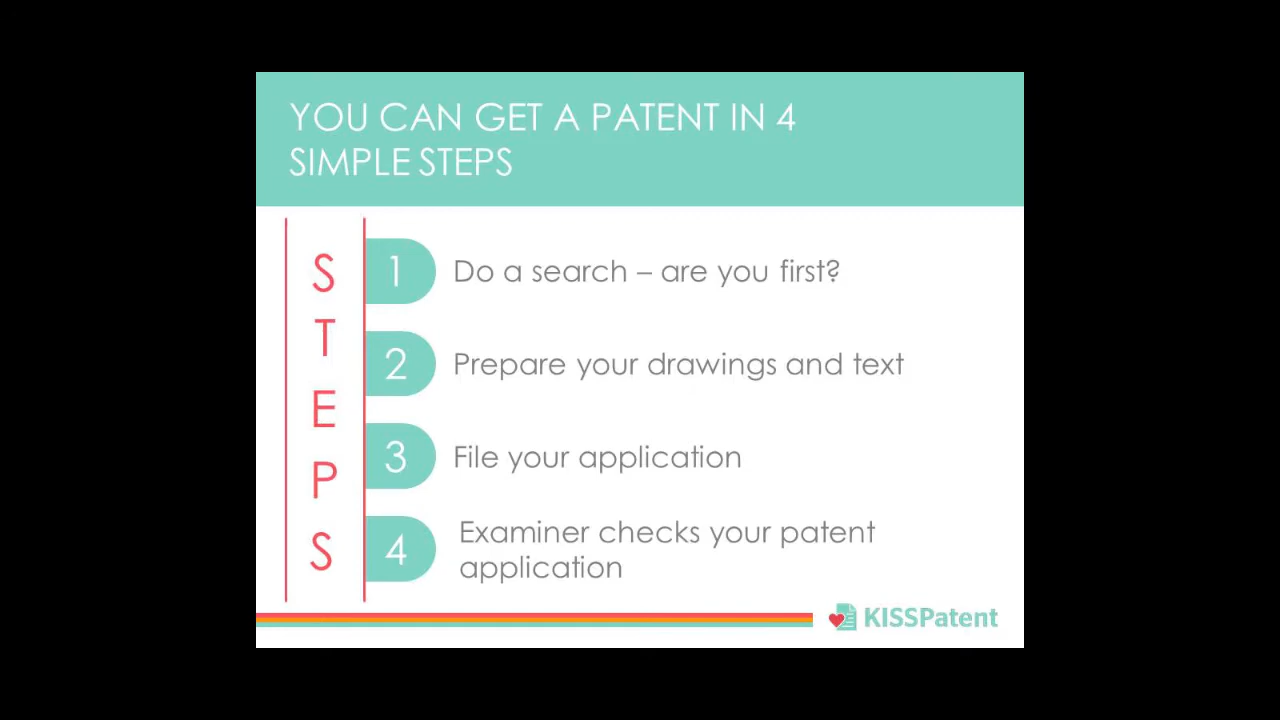 YOU CAN GET A PATENT IN 4
SIMPLE STEPS
S
T
E
P
S
1 Do a search – are you first?
2 Prepare your drawings and text
3 File your application
4 Examiner checks your patent
application
KISSPatent